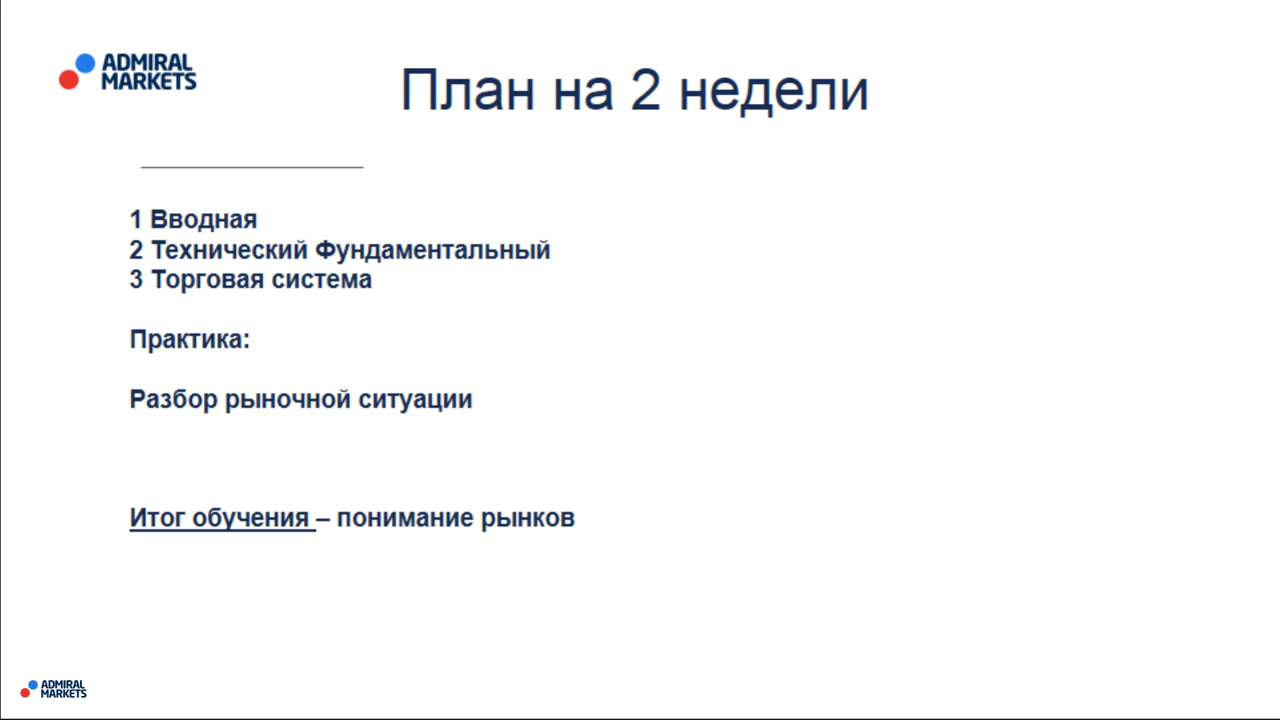 ADMIRAL
MARKETS
План на 2 недели
1 Вводная
2 Технический Фундаментальный
3 Торговая система
Практика:
Разбор рыночной ситуации
Итог обучения – понимание рынков
ADMIRAL
MARKETS